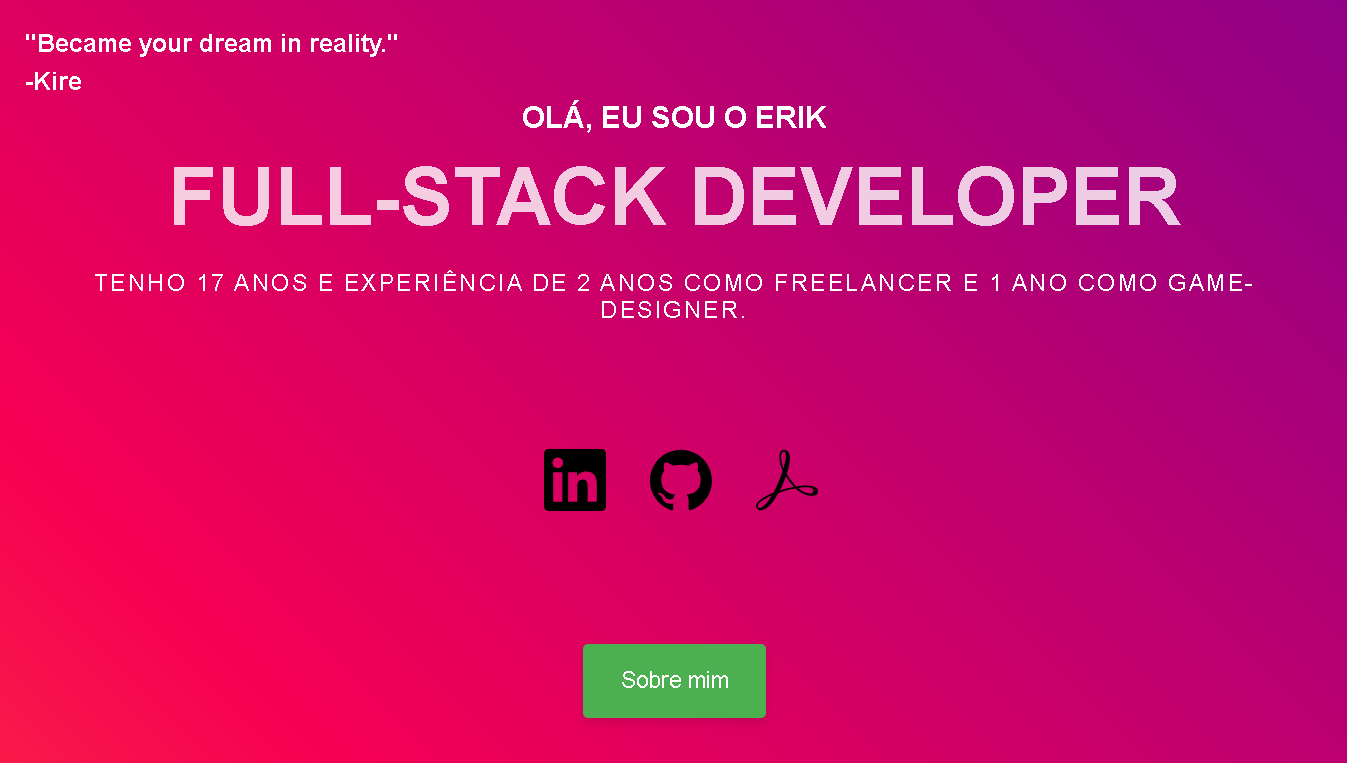 "Became your dream in reality."
-Kire
OLÁ, EU SOU O ERIK
FULL-STACK DEVELOPER
TENHO 17 ANOS E EXPERIÊNCIA DE 2 ANOS COMO FREELANCER E 1 ANO COMO GAME-
DESIGNER.
in
Sobre mim